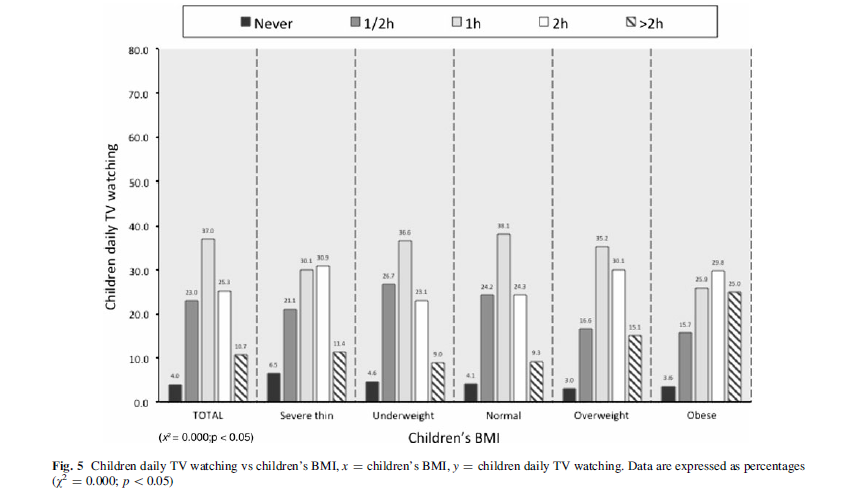 Never 1/2h 1h 2h >2h
80.0
70.0
60.0
50.0
40.0
30.0
20.0
10.0
0.0
Children daily TV watching
4.0 23.0 37.0 25.3 10.7
6.5 21.1 30.1 30.9 11.4
4.6 26.7 36.6 23.1 9.0
4.1 24.2 38.1 24.3 9.3
3.0 16.6 35.2 30.1 15.1
3.6 15.7 25.9 29.8 25.0
TOTAL Severe thin Underweight Normal Overweight Obese
(x²= 0.000;p < 0.05)
Children's BMI
Fig. 5 Children daily TV watching vs children's BMI, x = children's BMI, y = children daily TV watching. Data are expressed as percentages
(χ² = 0.000; p < 0.05)